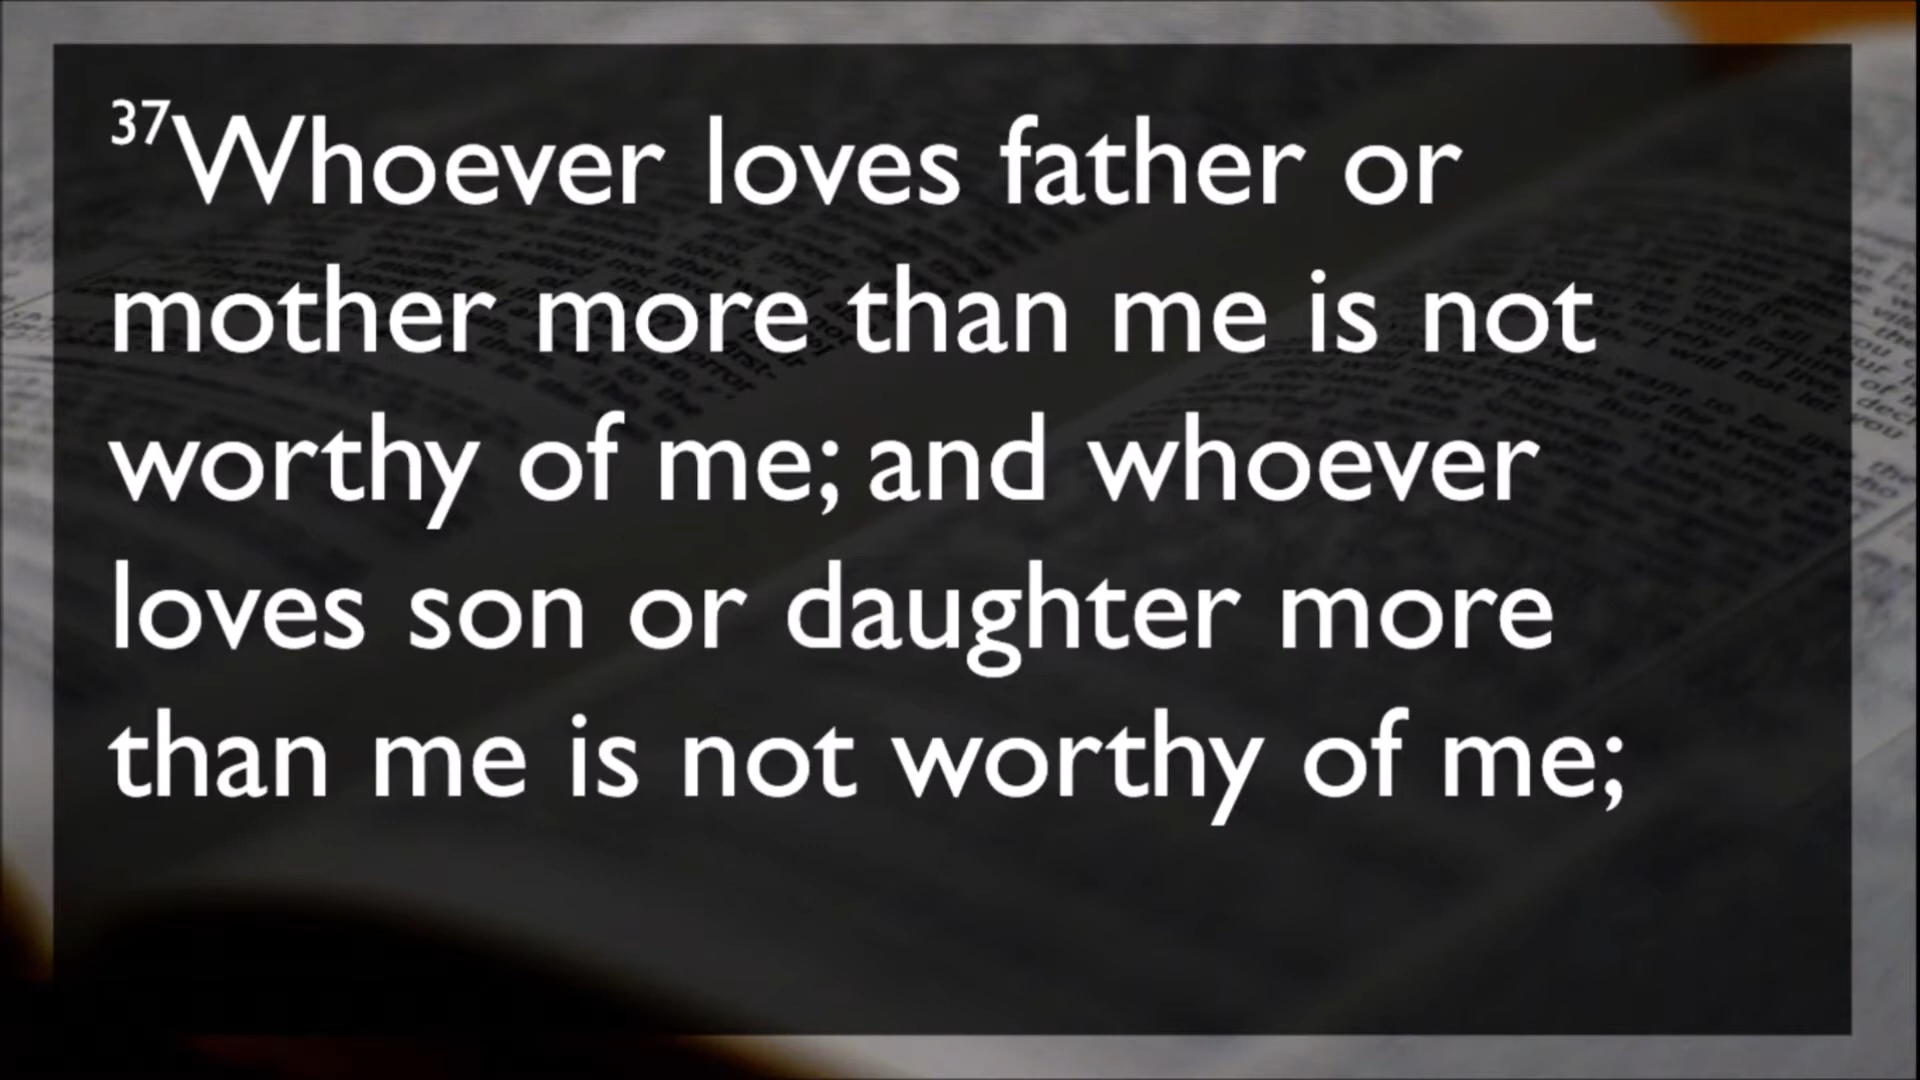 37Whoever loves father or
mother more than me is not
worthy of me; and whoever
loves son or daughter more
than me is not worthy of me;